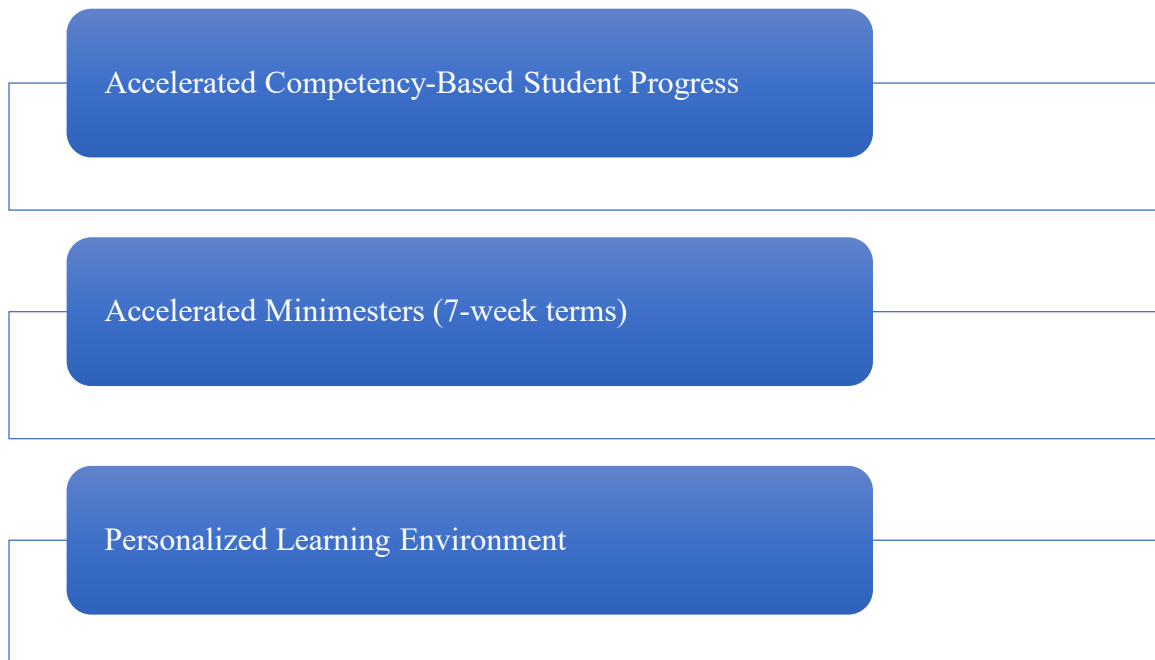 Accelerated Competency-Based Student Progress
Accelerated Minimesters (7-week terms)
Personalized Learning Environment